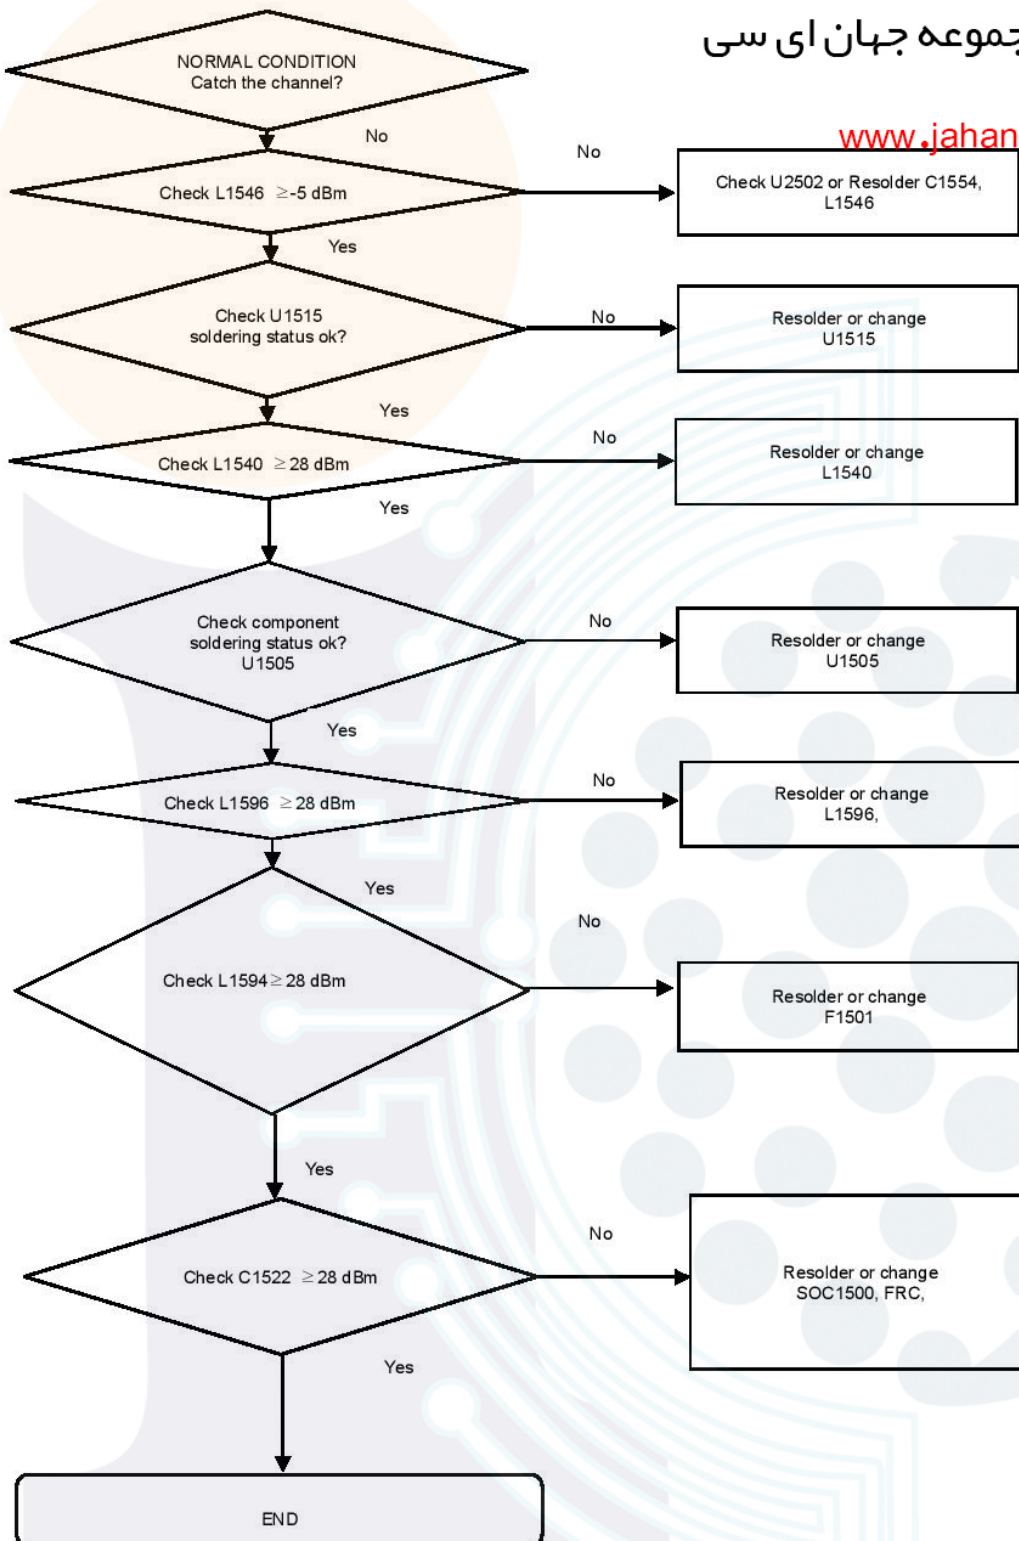 جموعه جهان ای سی
www.jahan
NORMAL CONDITION
Catch the channel?
No
Check L1546 ≥-5 dBm
No
Check U2502 or Resolder C1554,
L1546
Yes
Check U1515
soldering status ok?
No
Resolder or change
U1515
Yes
Check L1540 ≥ 28 dBm
No
Resolder or change
L1540
Yes
Check component
soldering status ok?
U1505
No
Resolder or change
U1505
Yes
Check L1596 ≥ 28 dBm
No
Resolder or change
L1596,
Yes
Check L1594 ≥ 28 dBm
No
Resolder or change
F1501
Yes
Check C1522 ≥ 28 dBm
No
Resolder or change
SOC1500, FRC,
Yes
END